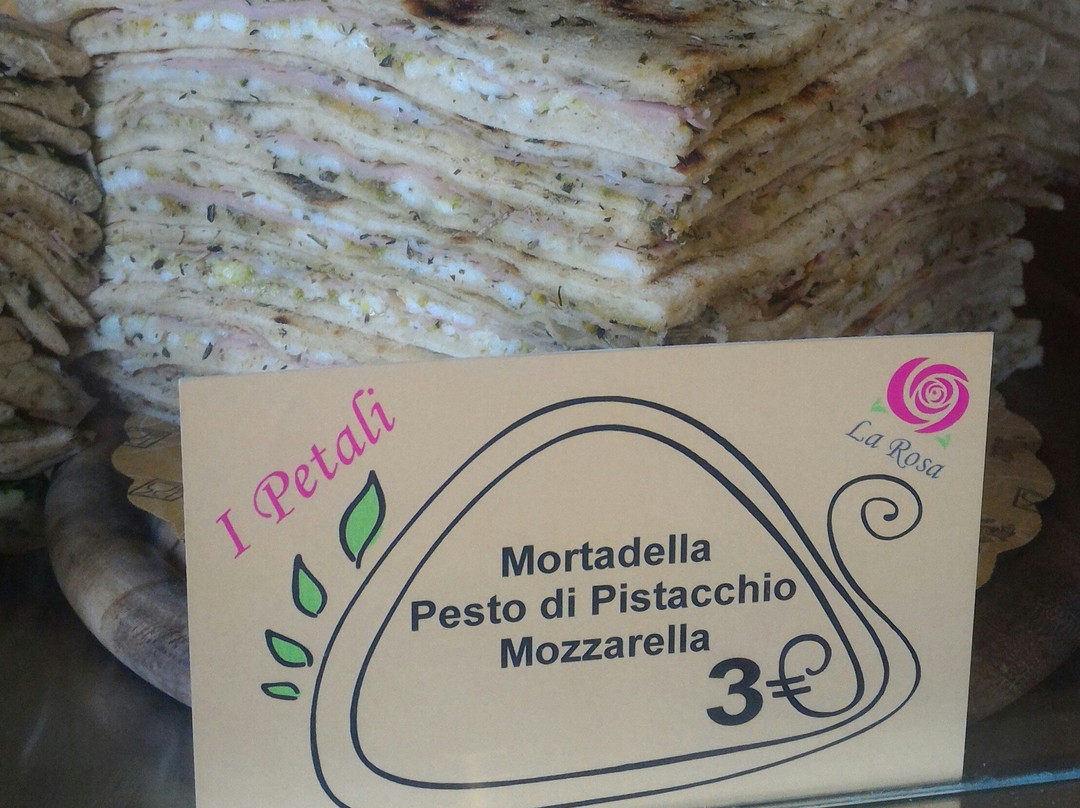 I Petali
La Rosa
Mortadella
Pesto di Pistacchio
Mozzarella
3€